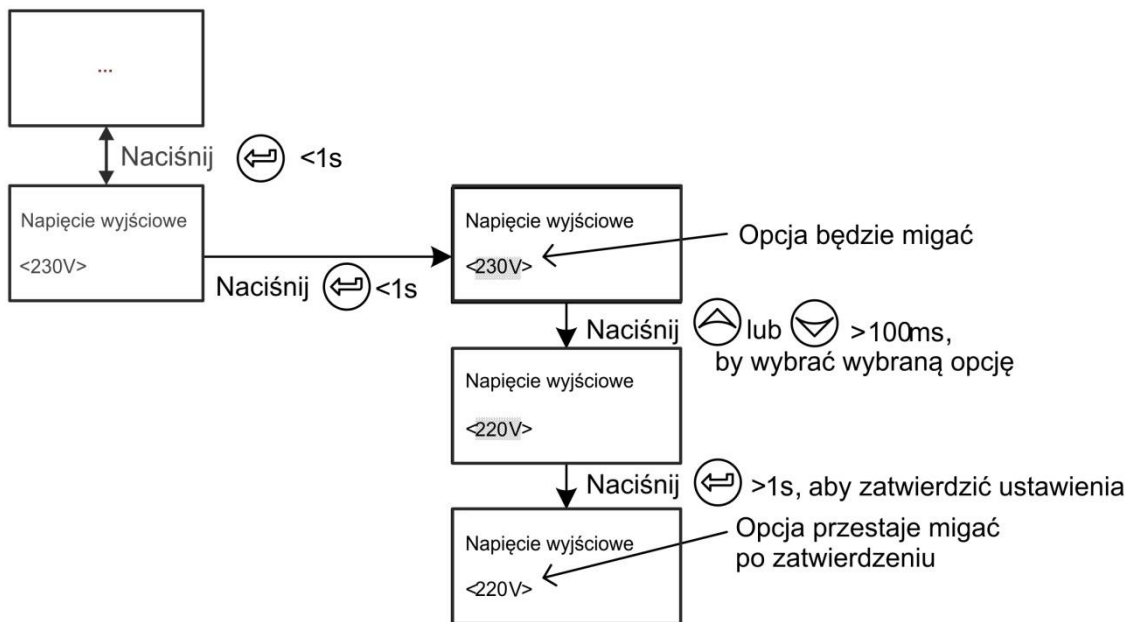 ...
Naciśnij <1s
Napięcie wyjściowe
<230V>
Naciśnij <1s
Napięcie wyjściowe
<230V>
Opcja będzie migać
Naciśnij lub >100ms,
by wybrać wybraną opcję
Napięcie wyjściowe
<220V>
Naciśnij >1s, aby zatwierdzić ustawienia
Napięcie wyjściowe
<220V>
Opcja przestaje migać
po zatwierdzeniu